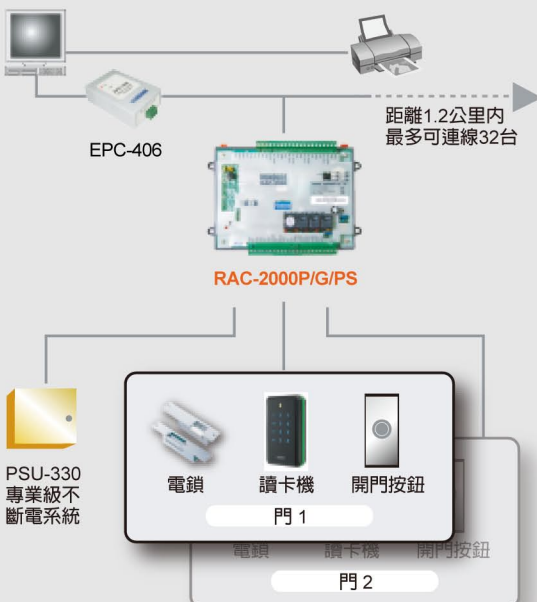 EPC-406
距離1.2公里內
最多可連線32台
RAC-2000P/G/PS
PSU-330
專業級不
斷電系統
電鎖 讀卡機 開門按鈕
門 1
電鎖 讀卡機 開門按鈕
門 2